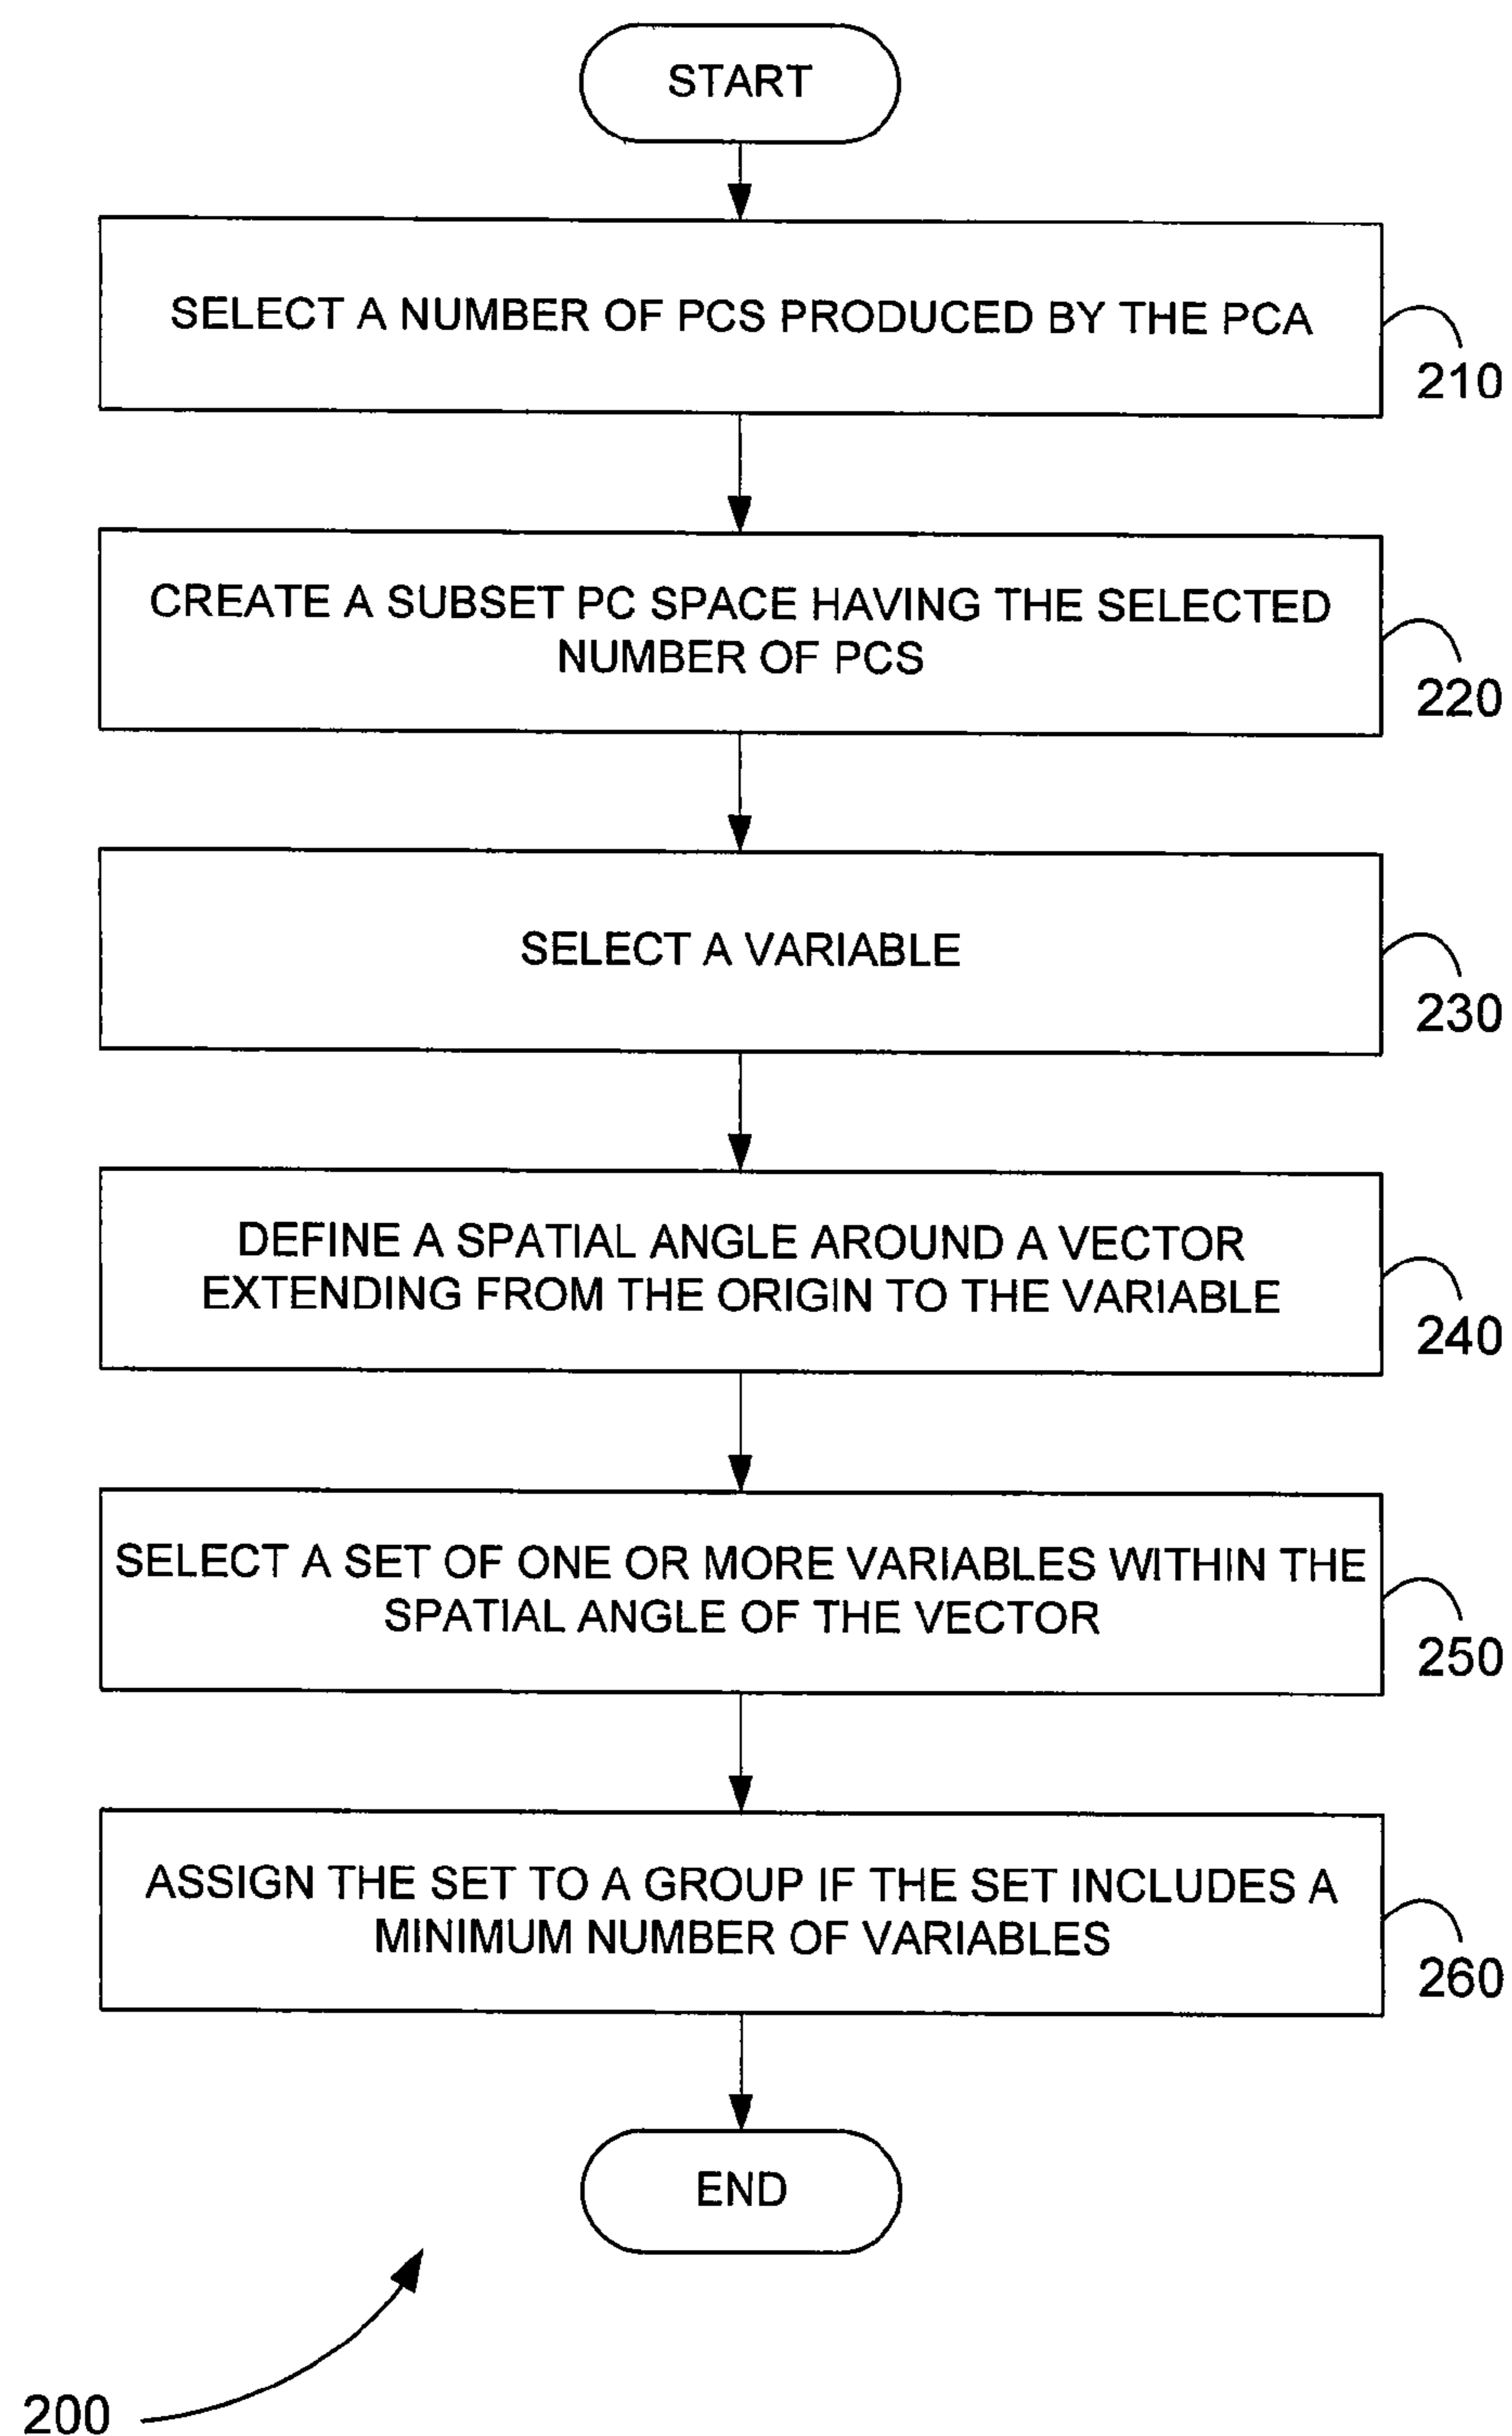 START
SELECT A NUMBER OF PCS PRODUCED BY THE PCA
210
CREATE A SUBSET PC SPACE HAVING THE SELECTED
NUMBER OF PCS
220
SELECT A VARIABLE
230
DEFINE A SPATIAL ANGLE AROUND A VECTOR
EXTENDING FROM THE ORIGIN TO THE VARIABLE
240
SELECT A SET OF ONE OR MORE VARIABLES WITHIN THE
SPATIAL ANGLE OF THE VECTOR
250
ASSIGN THE SET TO A GROUP IF THE SET INCLUDES A
MINIMUM NUMBER OF VARIABLES
260
END
200